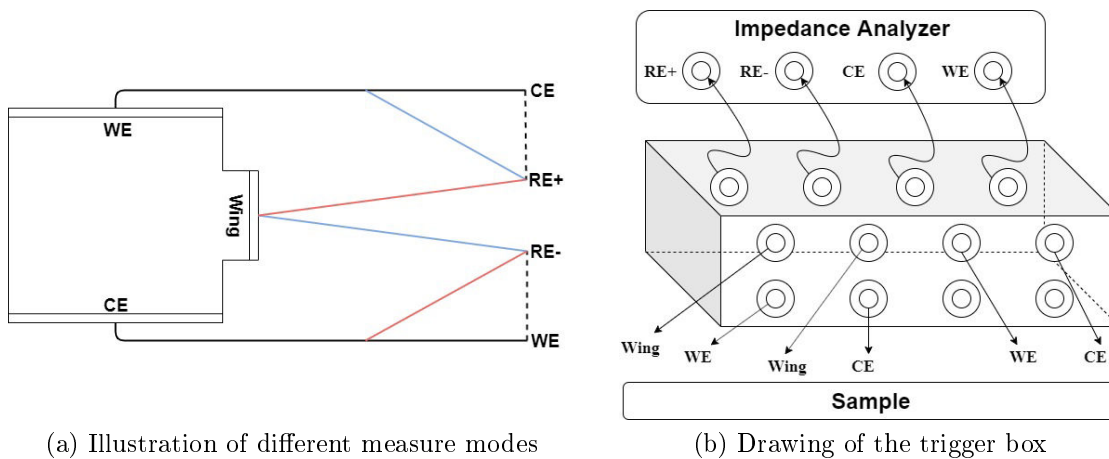 WE
CE
Wing
CE
RE+
RE-
WE
(a) Illustration of different measure modes
Impedance Analyzer
RE+ RE- CE WE
Wing WE Wing CE WE CE
Sample
(b) Drawing of the trigger box